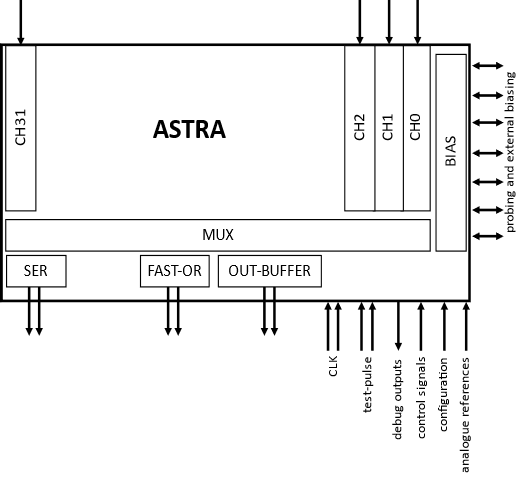 CH31
ASTRA
CH2
CH1
CH0
BIAS
probing and external biasing
MUX
SER
FAST-OR
OUT-BUFFER
CLK
test-pulse
debug outputs
control signals
configuration
analogue references